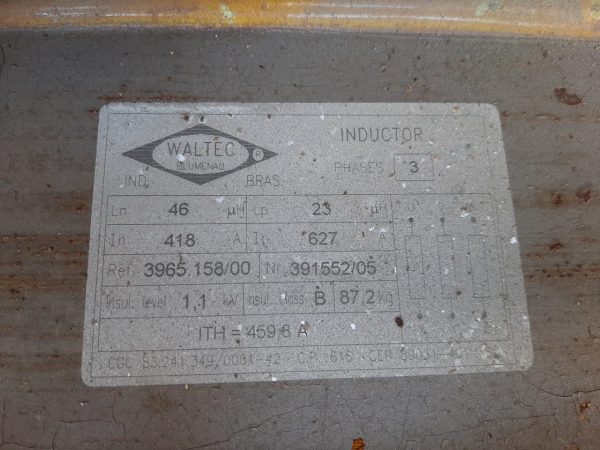 WALTEC ®
BLUMENAU
IND. BRAS.
INDUCTOR
PHASES 3
Ln 46 µH Lp 23 µH
In 418 A Ip 627 A
Ref. 3965.158/00 Nr. 391552/05
Insul. level 1,1 kV Insul. class B 87,2 kg
ITH = 459,8 A